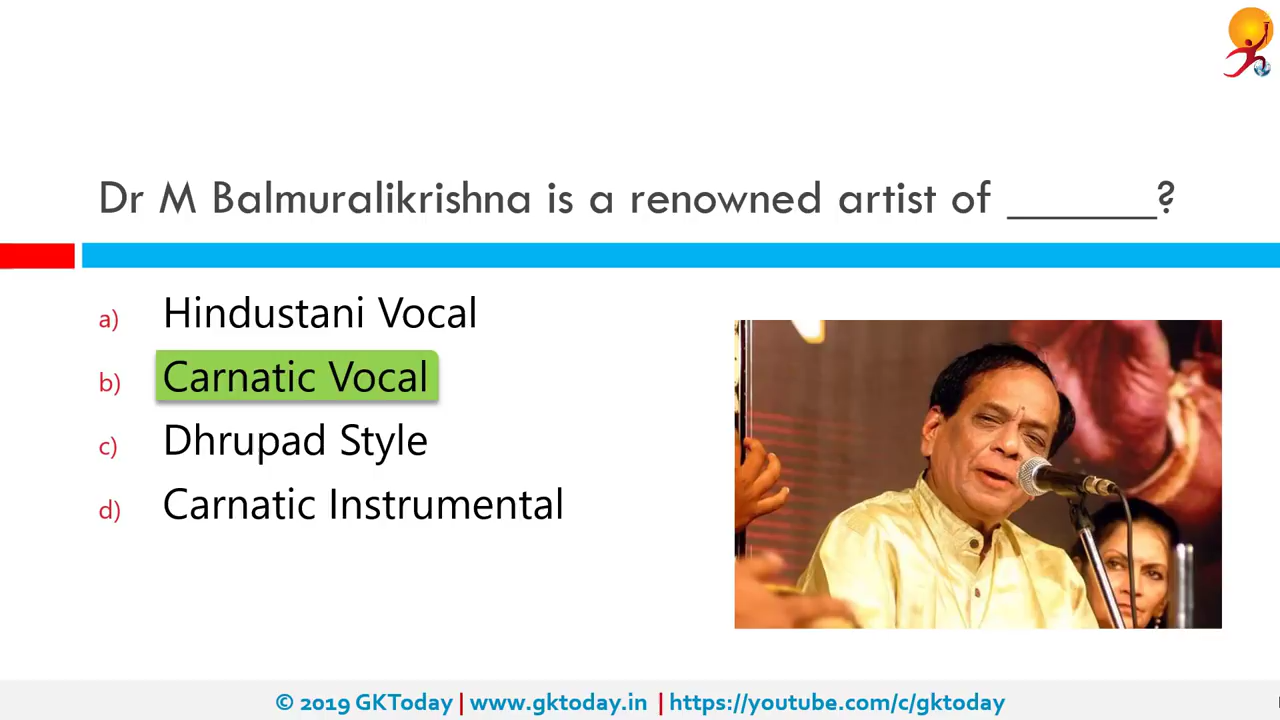 Dr M Balmuralikrishna is a renowned artist of _______?
a) Hindustani Vocal
b) Carnatic Vocal
c) Dhrupad Style
d) Carnatic Instrumental
© 2019 GKToday | www.gktoday.in | https://youtube.com/c/gktoday